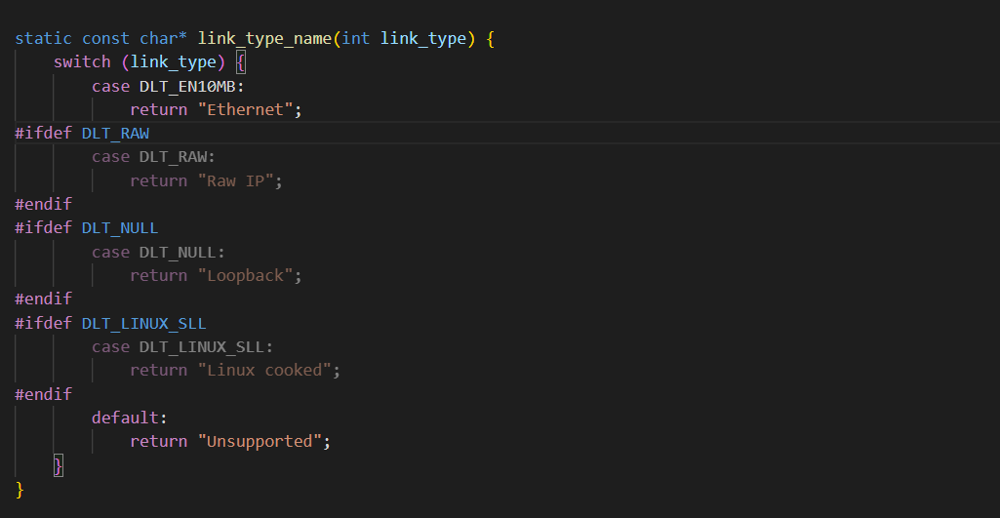 static const char* link_type_name(int link_type) {
    switch (link_type) {
        case DLT_EN10MB:
            return "Ethernet";
#ifdef DLT_RAW
        case DLT_RAW:
            return "Raw IP";
#endif
#ifdef DLT_NULL
        case DLT_NULL:
            return "Loopback";
#endif
#ifdef DLT_LINUX_SLL
        case DLT_LINUX_SLL:
            return "Linux cooked";
#endif
        default:
            return "Unsupported";
    }
}